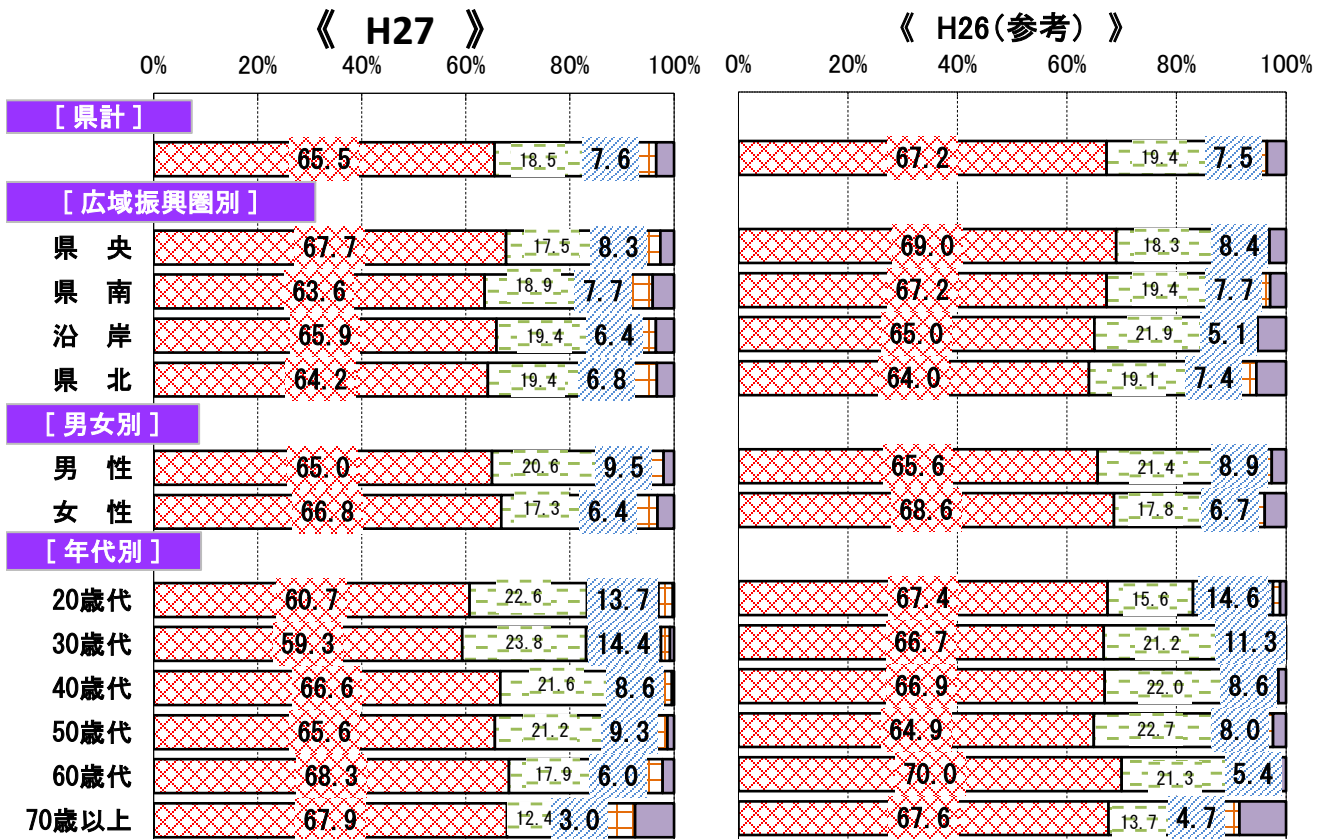 《 H27 》 《 H26(参考) 》
0% 20% 40% 60% 80% 100% 0% 20% 40% 60% 80% 100%
[ 県計 ]
65.5 18.5 7.6 67.2 19.4 7.5
[ 広域振興圏別 ]
県 央 67.7 17.5 8.3 69.0 18.3 8.4
県 南 63.6 18.9 7.7 67.2 19.4 7.7
沿 岸 65.9 19.4 6.4 65.0 21.9 5.1
県 北 64.2 19.4 6.8 64.0 19.1 7.4
[ 男女別 ]
男 性 65.0 20.6 9.5 65.6 21.4 8.9
女 性 66.8 17.3 6.4 68.6 17.8 6.7
[ 年代別 ]
20歳代 60.7 22.6 13.7 67.4 15.6 14.6
30歳代 59.3 23.8 14.4 66.7 21.2 11.3
40歳代 66.6 21.6 8.6 66.9 22.0 8.6
50歳代 65.6 21.2 9.3 64.9 22.7 8.0
60歳代 68.3 17.9 6.0 70.0 21.3 5.4
70歳以上 67.9 12.4 3.0 67.6 13.7 4.7